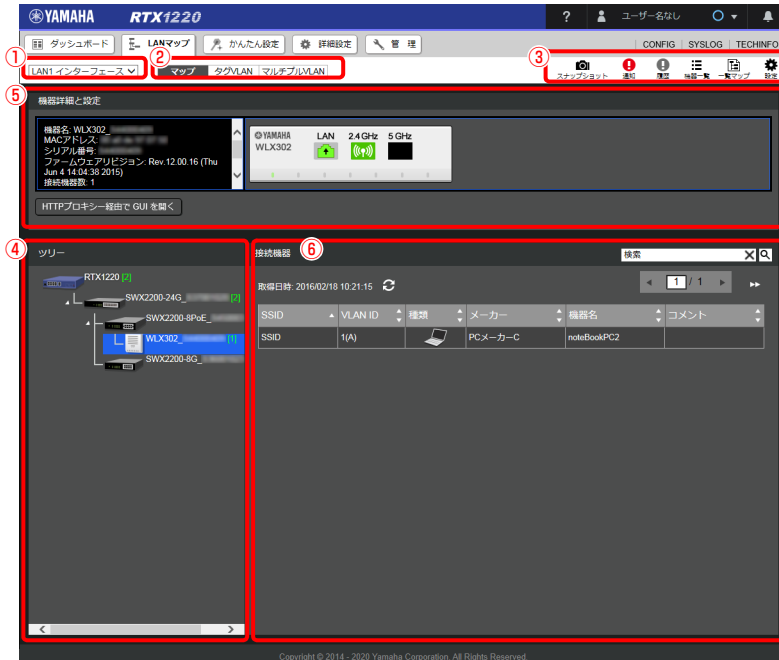 YAMAHA RTX1220 ? ユーザー名なし
ダッシュボード LANマップ かんたん設定 詳細設定 管理 CONFIG SYSLOG TECHINFO
① ② ③
LAN1 インターフェース マップ タグVLAN マルチプルVLAN スナップショット 通知 履歴 機器一覧 一覧マップ 設定
⑤
機器詳細と設定
機器名: WLX302_
MACアドレス:
シリアル番号:
ファームウェアリビジョン: Rev.12.00.16 (Thu
Jun 4 14:04:38 2015)
接続機器数: 1
YAMAHA LAN 2.4 GHz 5 GHz
WLX302
HTTPプロキシー経由で GUI を開く
④ ツリー
RTX1220 [2]
SWX2200-24G_ [2]
SWX2200-8PoE_
WLX302_ [1]
SWX2200-8G_
接続機器 ⑥ 検索
取得日時: 2016/02/18 10:21:15 1 / 1
SSID VLAN ID 種類 メーカー 機器名 コメント
SSID 1(A) PCメーカーC noteBookPC2
Copyright © 2014 - 2020 Yamaha Corporation. All Rights Reserved.